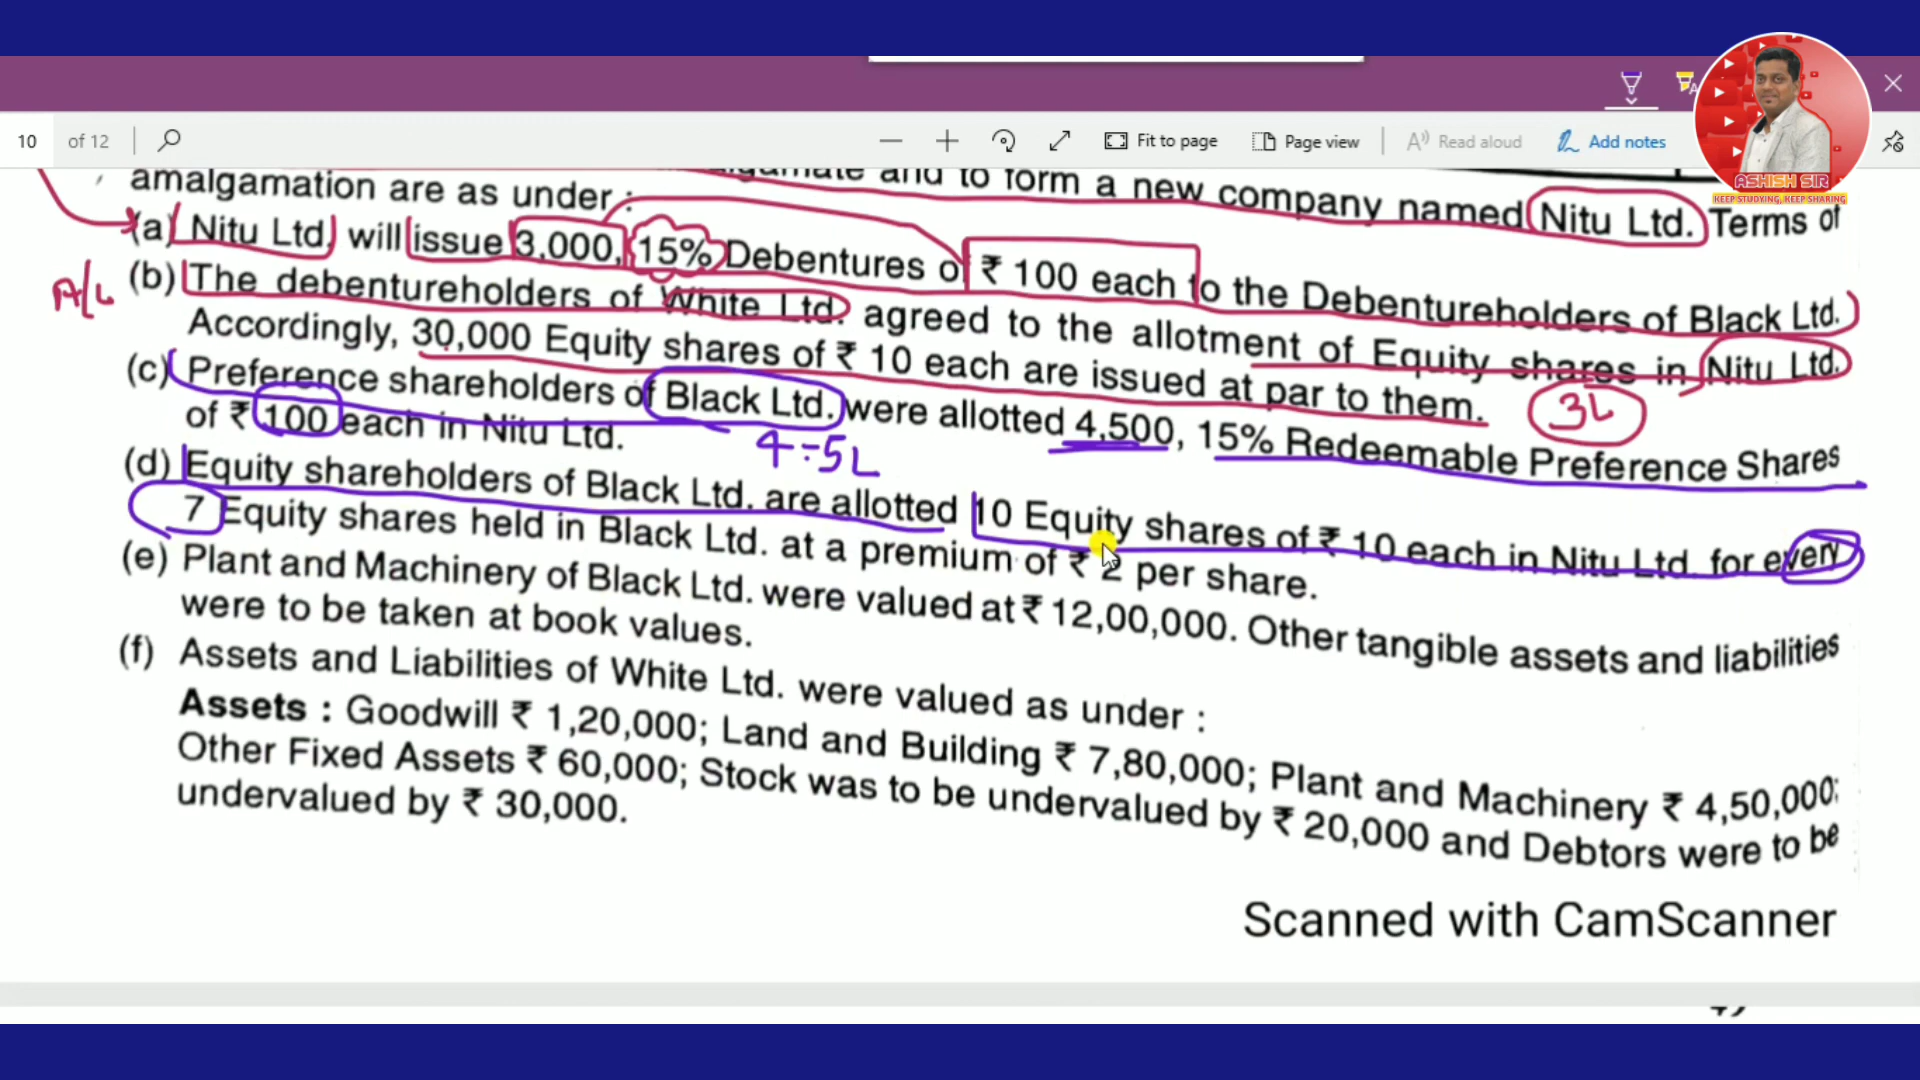 10 of 12
Fit to page
Page view
Read aloud
Add notes
ASHISH SIR
KEEP STUDYING, KEEP SHARING
and to form a new company named Nitu Ltd. Terms of
amalgamation are as under :
(a) Nitu Ltd. will issue 3,000, 15% Debentures of ₹ 100 each to the Debentureholders of Black Ltd.
A/L
(b) The debentureholders of White Ltd. agreed to the allotment of Equity shares in Nitu Ltd.
Accordingly, 30,000 Equity shares of ₹ 10 each are issued at par to them.
3L
(c) Preference shareholders of Black Ltd. were allotted 4,500, 15% Redeemable Preference Shares
of ₹ 100 each in Nitu Ltd.
4.5L
(d) Equity shareholders of Black Ltd. are allotted 10 Equity shares of ₹ 10 each in Nitu Ltd. for every
7 Equity shares held in Black Ltd. at a premium of ₹ 2 per share.
(e) Plant and Machinery of Black Ltd. were valued at ₹ 12,00,000. Other tangible assets and liabilities
were to be taken at book values.
(f) Assets and Liabilities of White Ltd. were valued as under :
Assets : Goodwill ₹ 1,20,000; Land and Building ₹ 7,80,000; Plant and Machinery ₹ 4,50,000;
Other Fixed Assets ₹ 60,000; Stock was to be undervalued by ₹ 20,000 and Debtors were to be
undervalued by ₹ 30,000.
Scanned with CamScanner